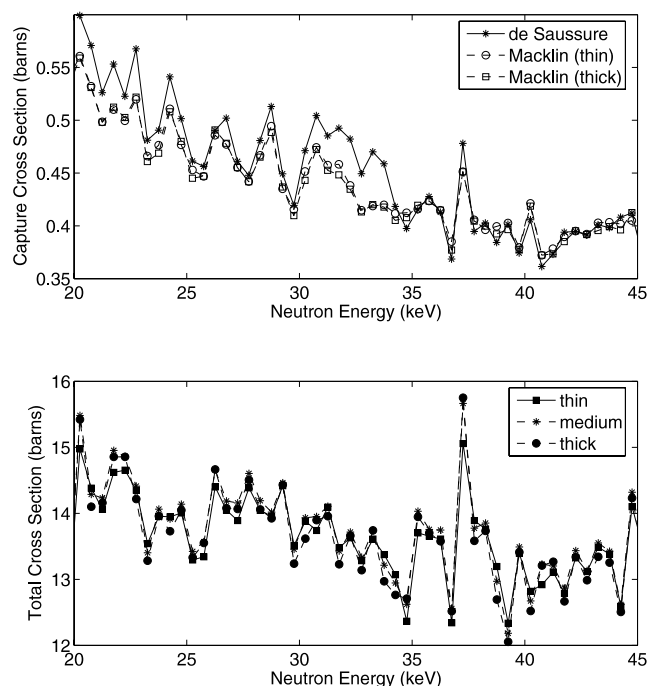 Capture Cross Section (barns)
0.55
0.5
0.45
0.4
0.35
de Saussure
Macklin (thin)
Macklin (thick)
20 25 30 35 40 45
Neutron Energy (keV)
Total Cross Section (barns)
16
15
14
13
12
thin
medium
thick
20 25 30 35 40 45
Neutron Energy (keV)